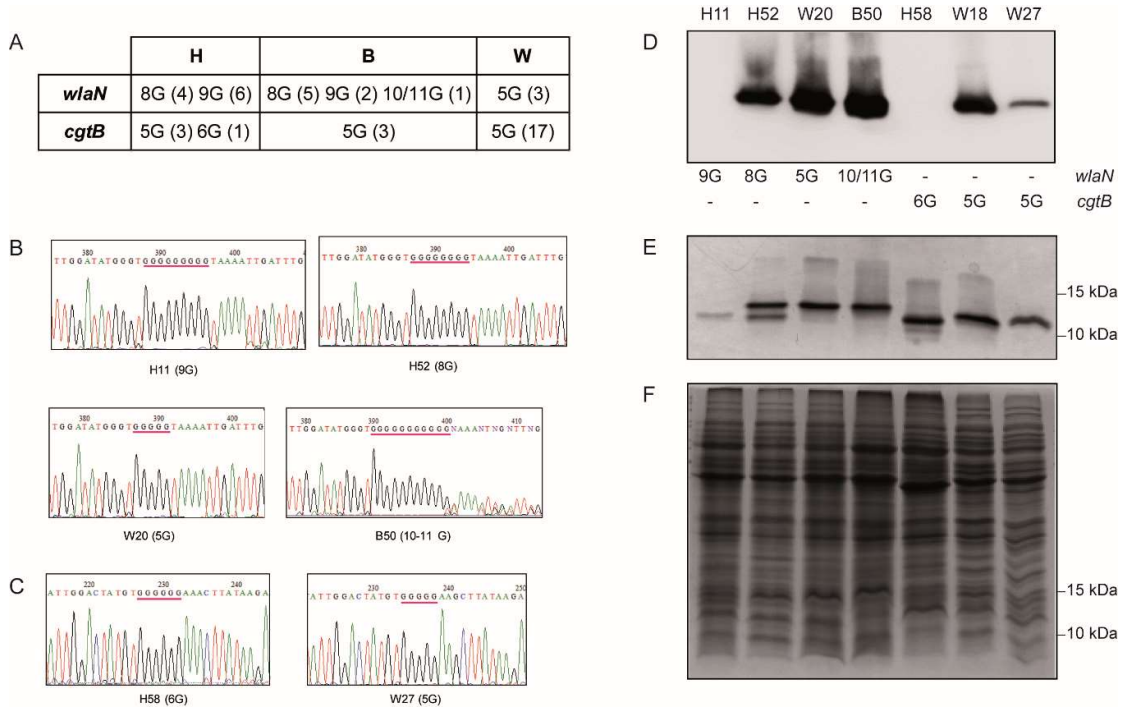 A
H B W
wlaN 8G (4) 9G (6) 8G (5) 9G (2) 10/11G (1) 5G (3)
cgtB 5G (3) 6G (1) 5G (3) 5G (17)
B
380 390 400
TTGGATATGGGTGGGGGGGGGTAAAATTGATTTG
H11 (9G)
380 390 400
TTGGATATGGGTGGGGGGGGTAAAATTGATTTG
H52 (8G)
380 390 400
TGGATATGGGTGGGGGTAAAATTGATTTG
W20 (5G)
380 390 400 410
TTGGATATGGGTGGGGGGGGGGGNAAANTNGNTTNG
B50 (10-11 G)
C
220 230 240
ATTGGACTATGTGGGGGGAAACTTATAAGA
H58 (6G)
230 240 250
ATTGGACTATGTGGGGGAAGCTTATAAGA
W27 (5G)
D
H11 H52 W20 B50 H58 W18 W27
9G 8G 5G 10/11G - - - wlaN
- - - - 6G 5G 5G cgtB
E
15 kDa
10 kDa
F
15 kDa
10 kDa